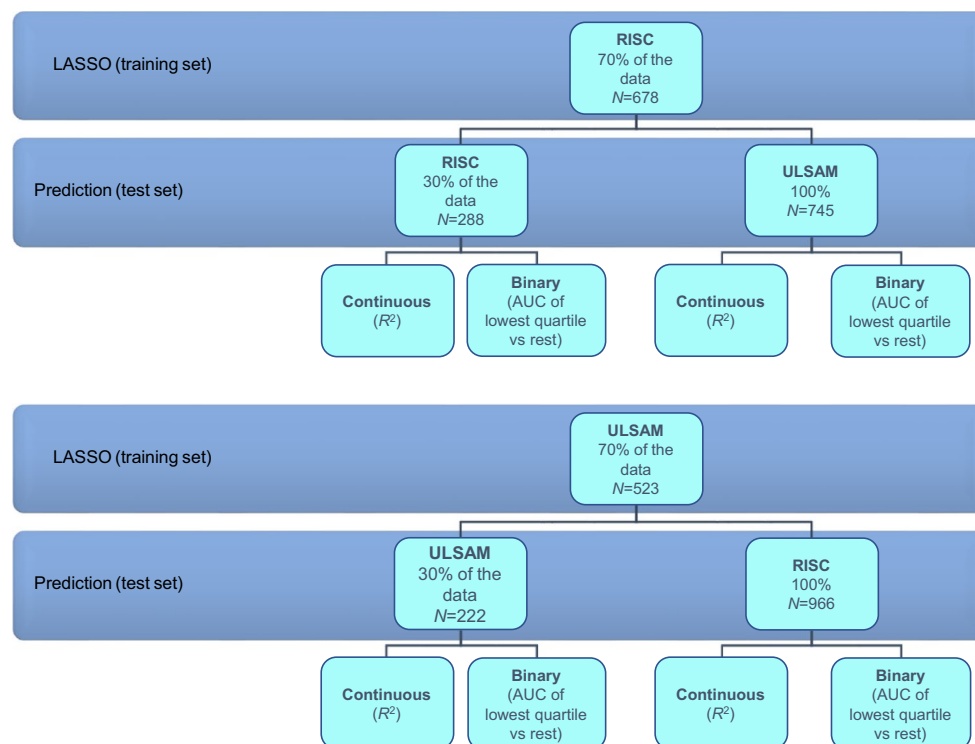 RISC
70% of the
data
N=678
LASSO (training set)
RISC
30% of the
data
N=288
ULSAM
100%
N=745
Prediction (test set)
Continuous
(R²)
Binary
(AUC of
lowest quartile
vs rest)
Continuous
(R²)
Binary
(AUC of
lowest quartile
vs rest)
ULSAM
70% of the
data
N=523
LASSO (training set)
ULSAM
30% of the
data
N=222
RISC
100%
N=966
Prediction (test set)
Continuous
(R²)
Binary
(AUC of
lowest quartile
vs rest)
Continuous
(R²)
Binary
(AUC of
lowest quartile
vs rest)